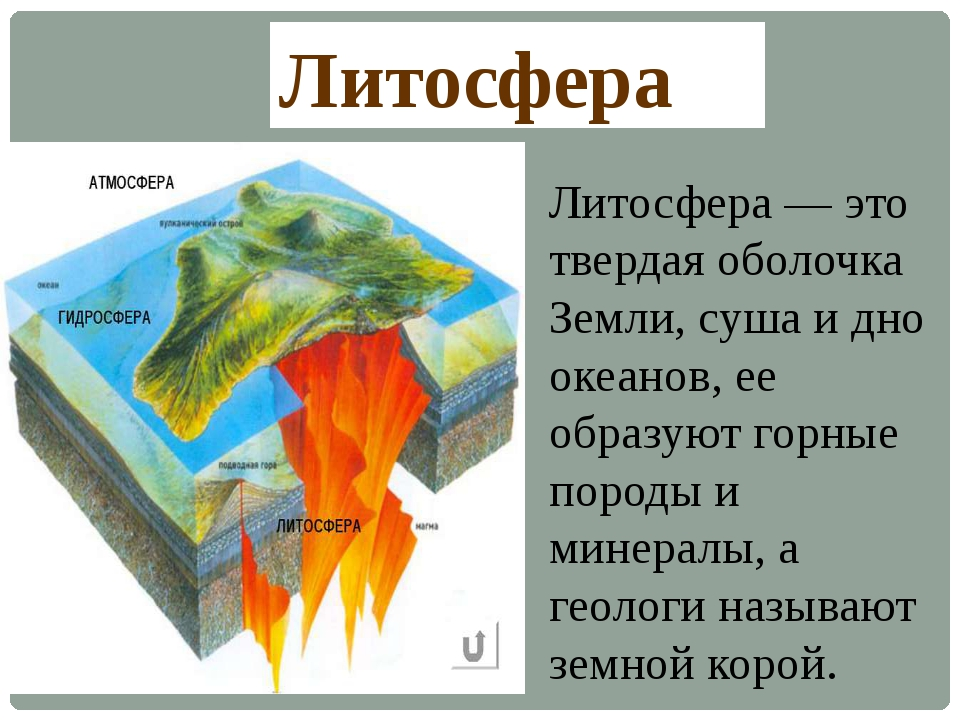 Литосфера
АТМОСФЕРА
вулканический остров
океан
ГИДРОСФЕРА
подводная гора
ЛИТОСФЕРА
магма
Литосфера — это
твердая оболочка
Земли, суша и дно
океанов, ее
образуют горные
породы и
минералы, а
геологи называют
земной корой.